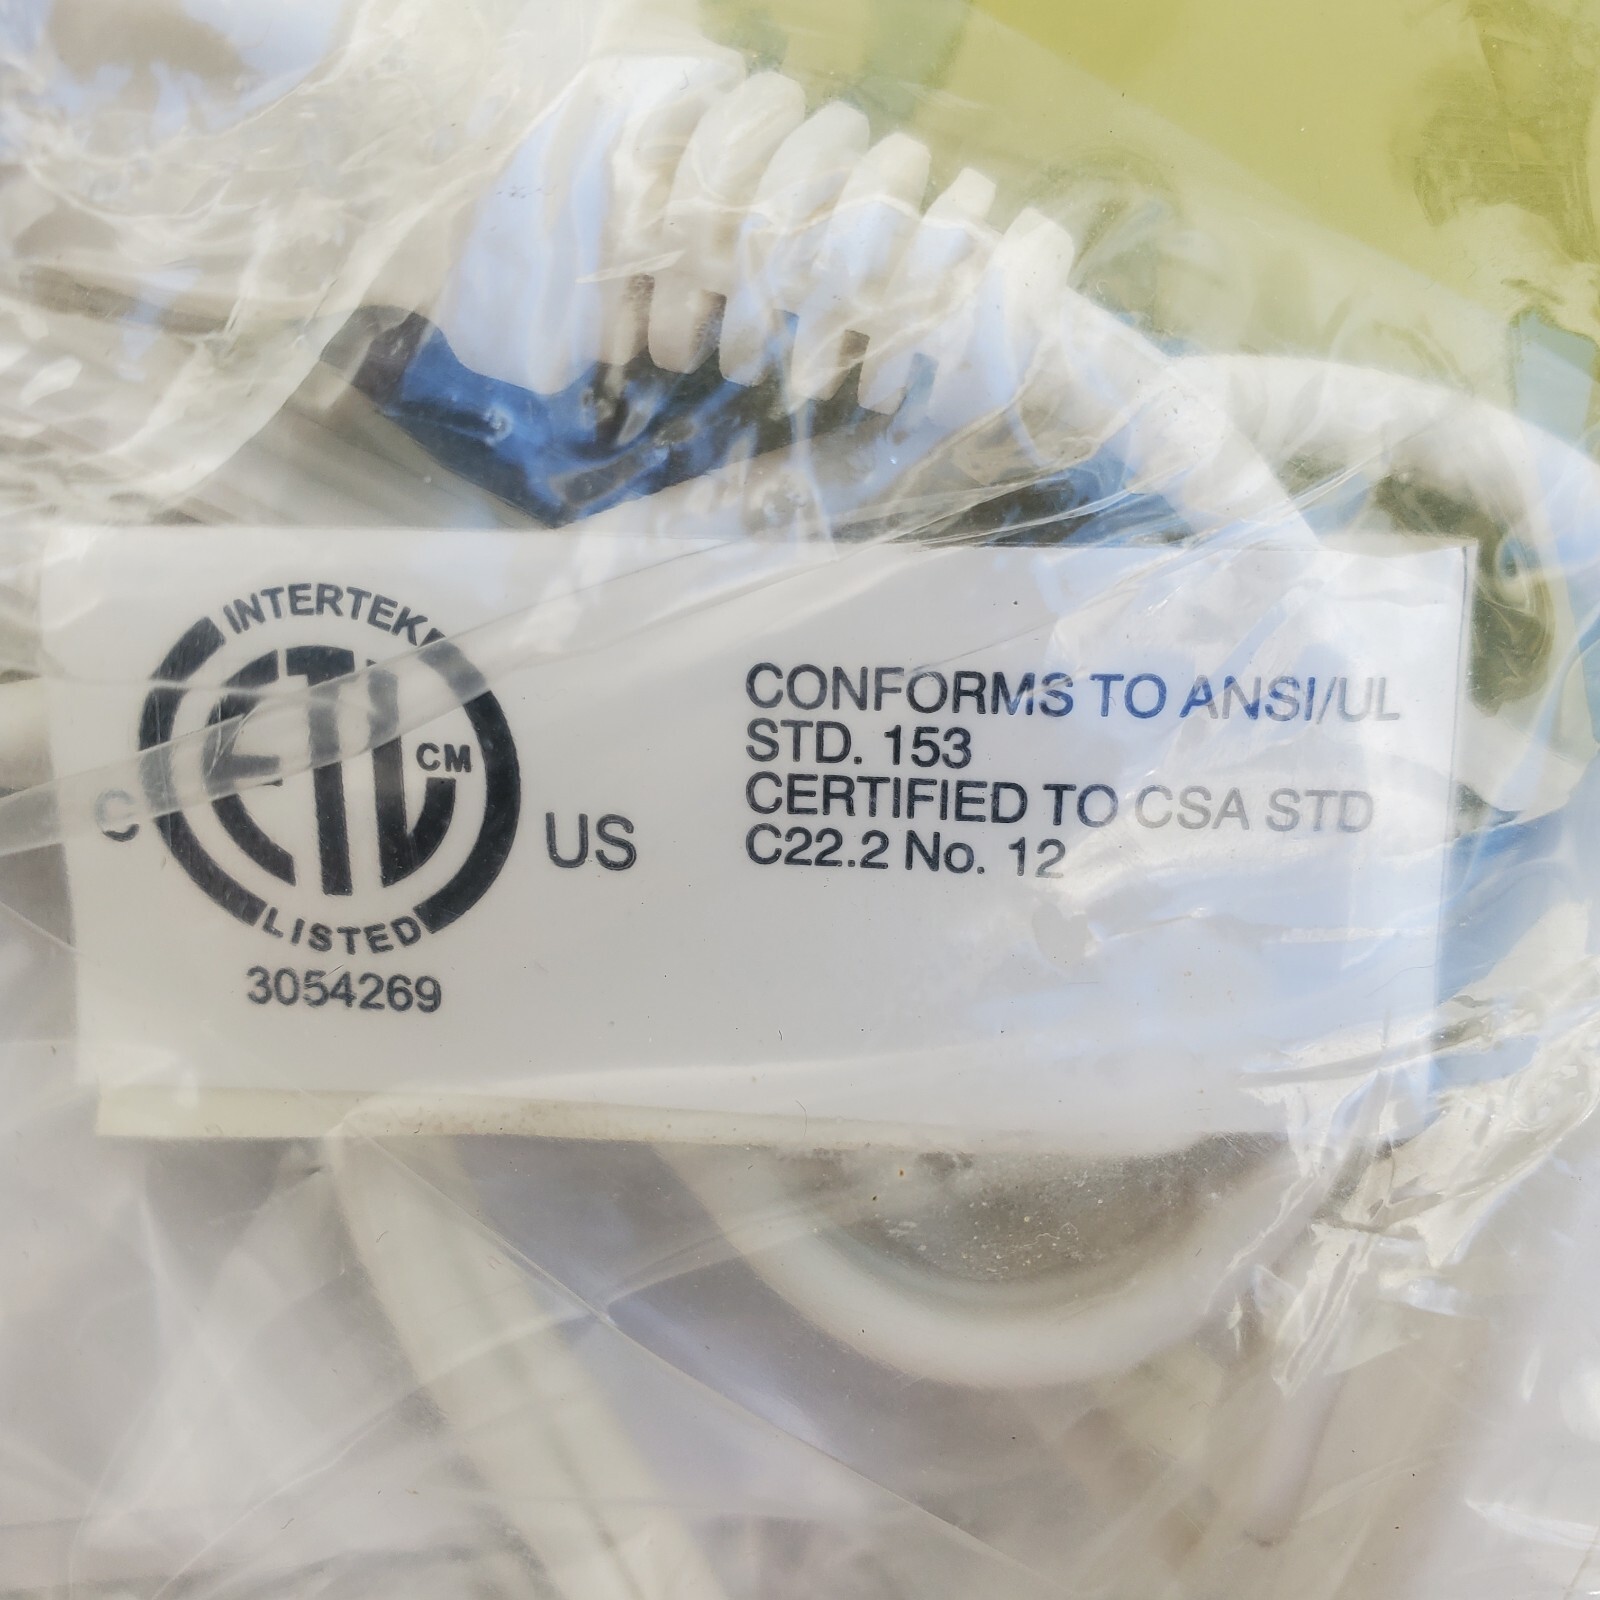 INTERTEK
ETL CM
C US
LISTED
3054269
CONFORMS TO ANSI/UL
STD. 153
CERTIFIED TO CSA STD
C22.2 No. 12